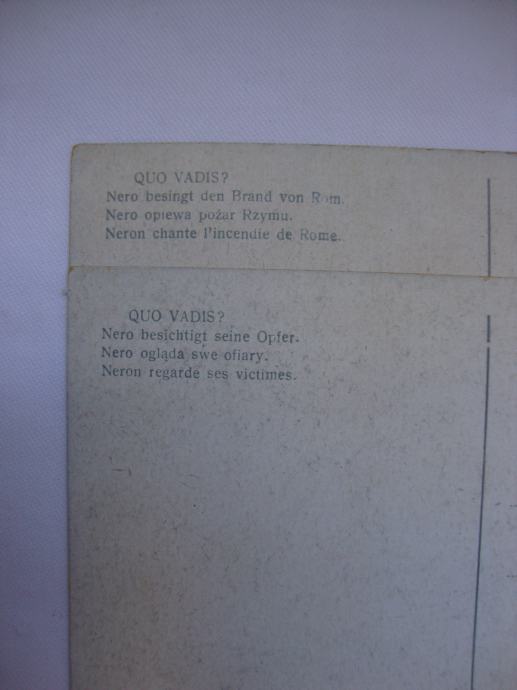 QUO VADIS?
Nero besingt den Brand von Rom.
Nero opiewa pożar Rzymu.
Neron chante l'incendie de Rome.
QUO VADIS?
Nero besichtigt seine Opfer.
Nero ogląda swe ofiary.
Neron regarde ses victimes.